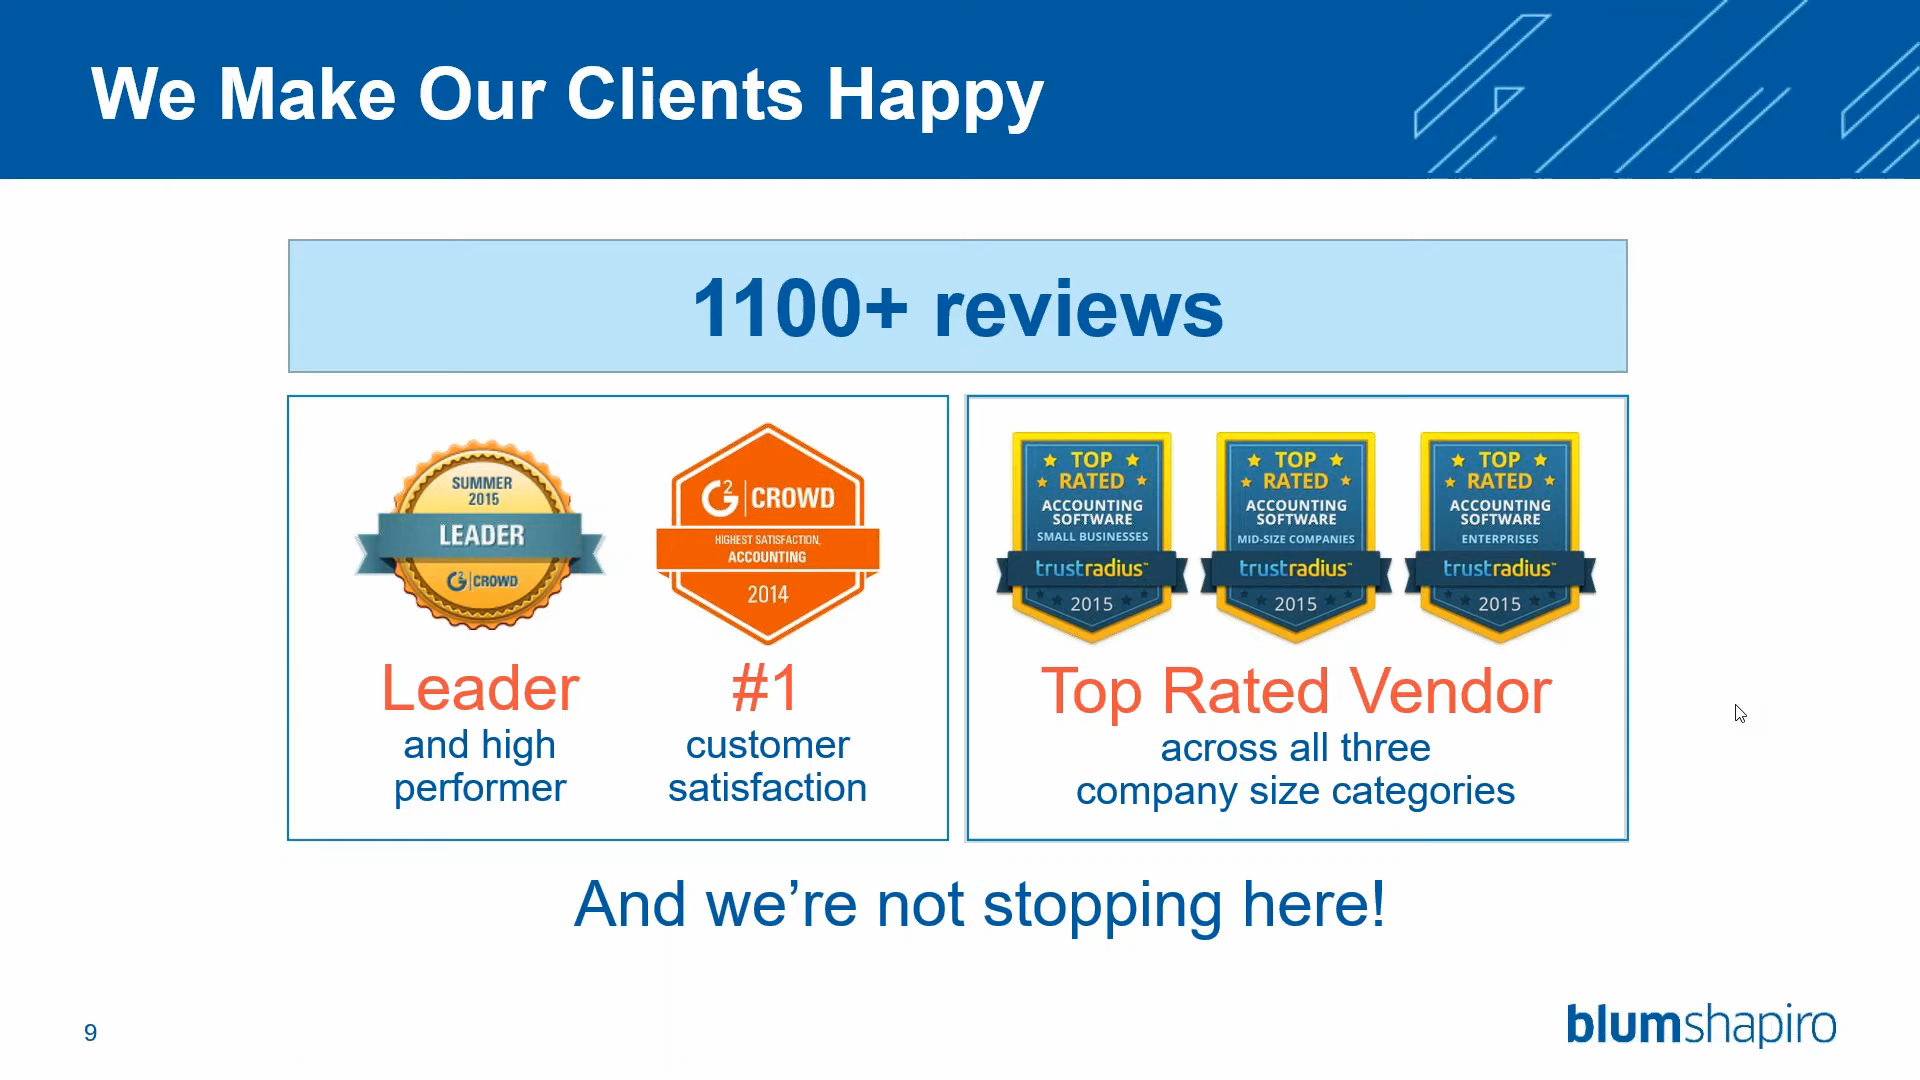 We Make Our Clients Happy
1100+ reviews
SUMMER
2015
LEADER
G2 | CROWD
G2 | CROWD
HIGHEST SATISFACTION,
ACCOUNTING
2014
Leader
and high
performer
#1
customer
satisfaction
TOP
RATED
ACCOUNTING
SOFTWARE
SMALL BUSINESSES
trustradius™
2015
TOP
RATED
ACCOUNTING
SOFTWARE
MID-SIZE COMPANIES
trustradius™
2015
TOP
RATED
ACCOUNTING
SOFTWARE
ENTERPRISES
trustradius™
2015
Top Rated Vendor
across all three
company size categories
And we’re not stopping here!
9
blumshapiro